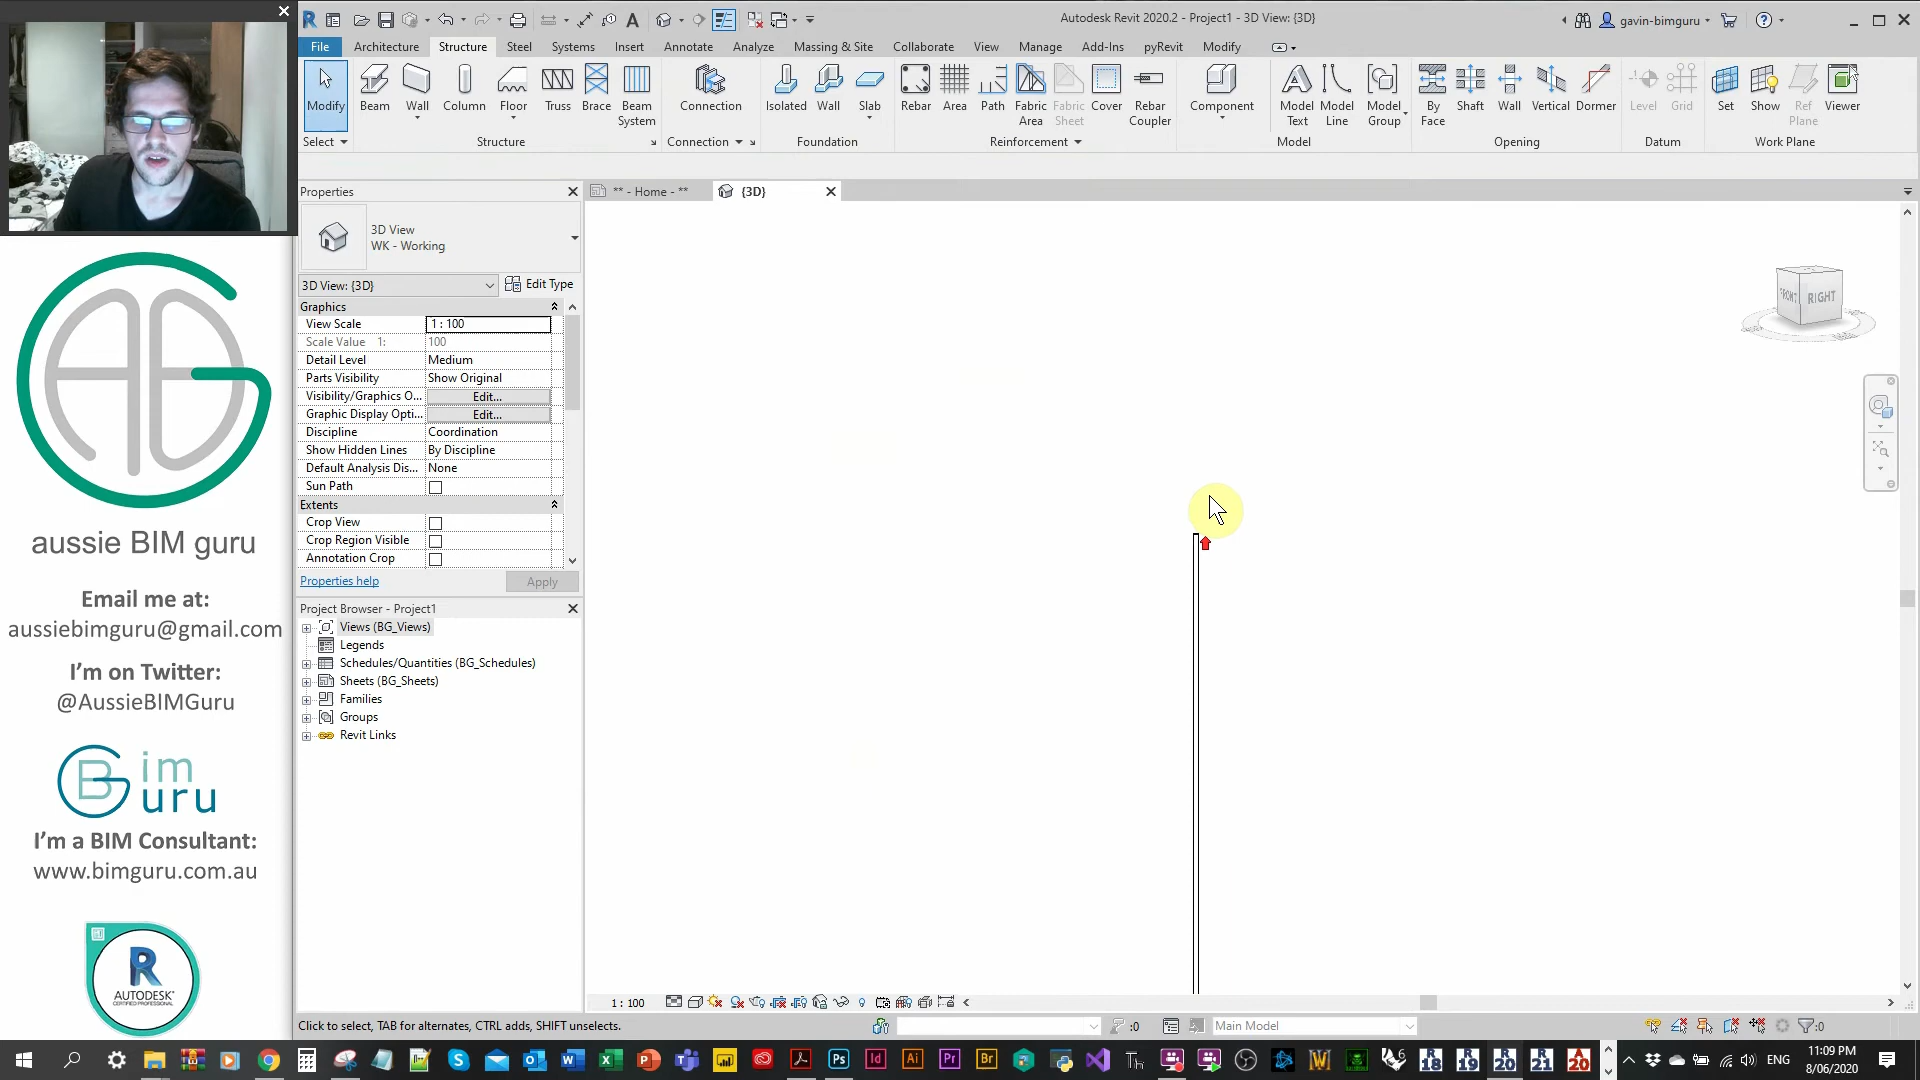 Autodesk Revit 2020.2 - Project1 - 3D View: {3D}
gavin-bimguru
File Architecture Structure Steel Systems Insert Annotate Analyze Massing & Site Collaborate View Manage Add-Ins pyRevit Modify
Modify Beam Wall Column Floor Truss Brace Beam System Connection Isolated Wall Slab Rebar Area Path Fabric Area Fabric Sheet Cover Rebar Coupler Component Model Text Model Line Model Group By Face Shaft Wall Vertical Dormer Level Grid Set Show Ref Plane Viewer
Select Structure Connection Foundation Reinforcement Model Opening Datum Work Plane
Properties
** - Home - **
{3D}
3D View
WK - Working
3D View: {3D}
Edit Type
Graphics
View Scale 1 : 100
Scale Value 1: 100
Detail Level Medium
Parts Visibility Show Original
Visibility/Graphics O... Edit...
Graphic Display Opti... Edit...
Discipline Coordination
Show Hidden Lines By Discipline
Default Analysis Dis... None
Sun Path
Extents
Crop View
Crop Region Visible
Annotation Crop
Properties help
Apply
Project Browser - Project1
Views (BG_Views)
Legends
Schedules/Quantities (BG_Schedules)
Sheets (BG_Sheets)
Families
Groups
Revit Links
FRONT RIGHT
aussie BIM guru
Email me at:
aussiebimguru@gmail.com
I'm on Twitter:
@AussieBIMGuru
BIM Guru
I'm a BIM Consultant:
www.bimguru.com.au
R
AUTODESK
CERTIFIED PROFESSIONAL
1 : 100
Click to select, TAB for alternates, CTRL adds, SHIFT unselects.
:0
Main Model
:0
ENG
11:09 PM
8/06/2020